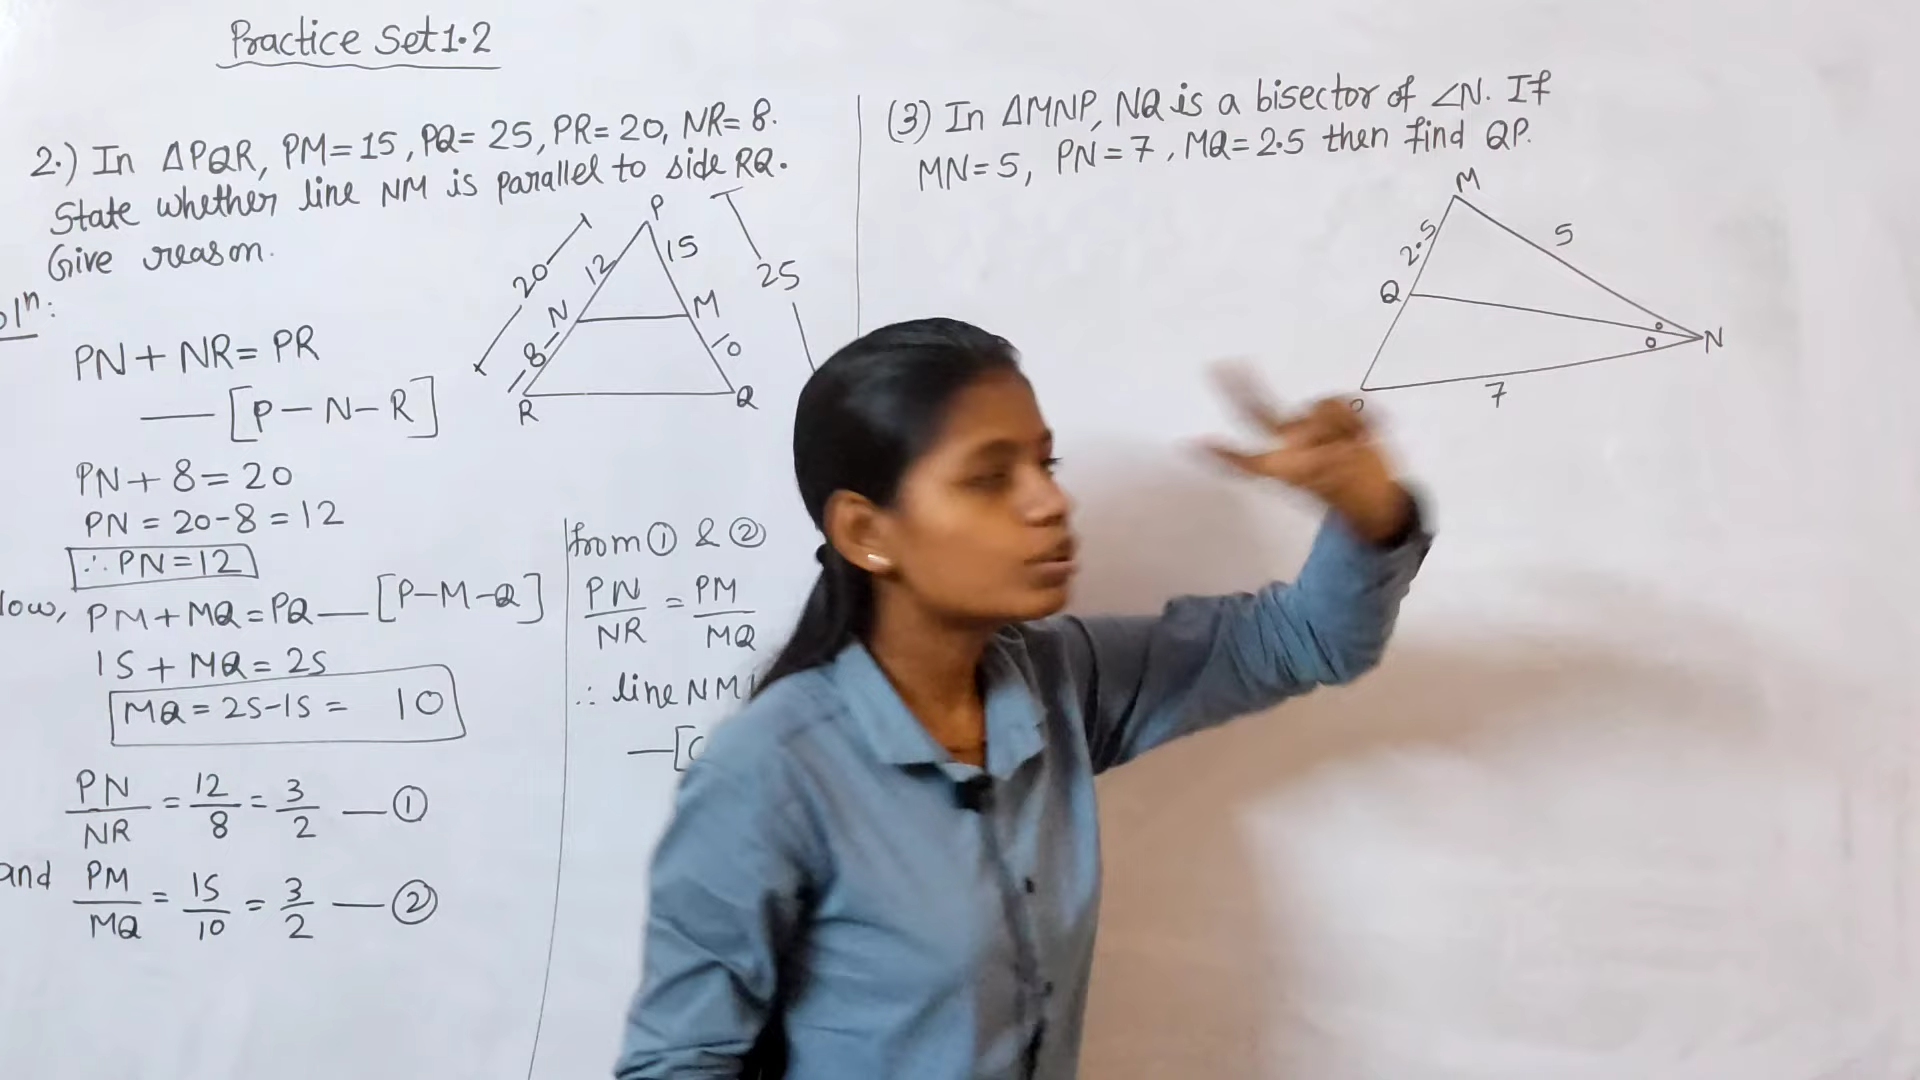 Practice Set 1.2
2.) In ΔPQR, PM=15, PQ=25, PR=20, NR=8.
State whether line NM is parallel to side RQ.
Give reason.
PN + NR = PR
— [P-N-R]
PN + 8 = 20
PN = 20-8 = 12
∴ PN = 12
PM + MQ = PQ — [P-M-Q]
15 + MQ = 25
MQ = 25-15 = 10
PN/NR = 12/8 = 3/2 — ①
and PM/MQ = 15/10 = 3/2 — ②
P
20
12
15
25
N
M
8
10
R
Q
from ① & ②
PN/NR = PM/MQ
∴ line NM
(3) In ΔMNP, NQ is a bisector of ∠N. If
MN=5, PN=7, MQ=2.5 then find QP.
M
2.5
5
Q
N
7